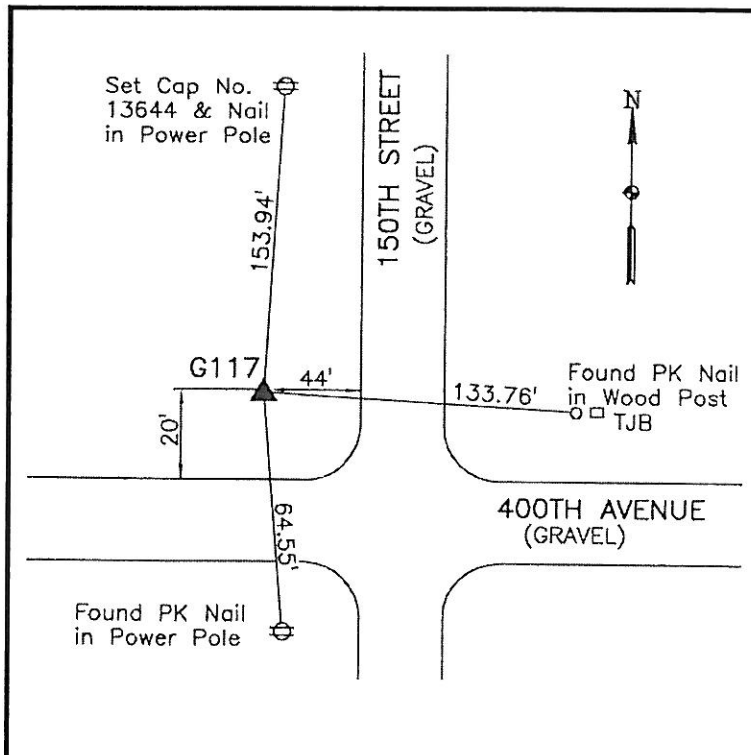 Set Cap No.
13644 & Nail
in Power Pole
153.94'
150TH STREET
(GRAVEL)
N
G117
44'
133.76'
20'
Found PK Nail
in Wood Post
TJB
64.55'
400TH AVENUE
(GRAVEL)
Found PK Nail
in Power Pole